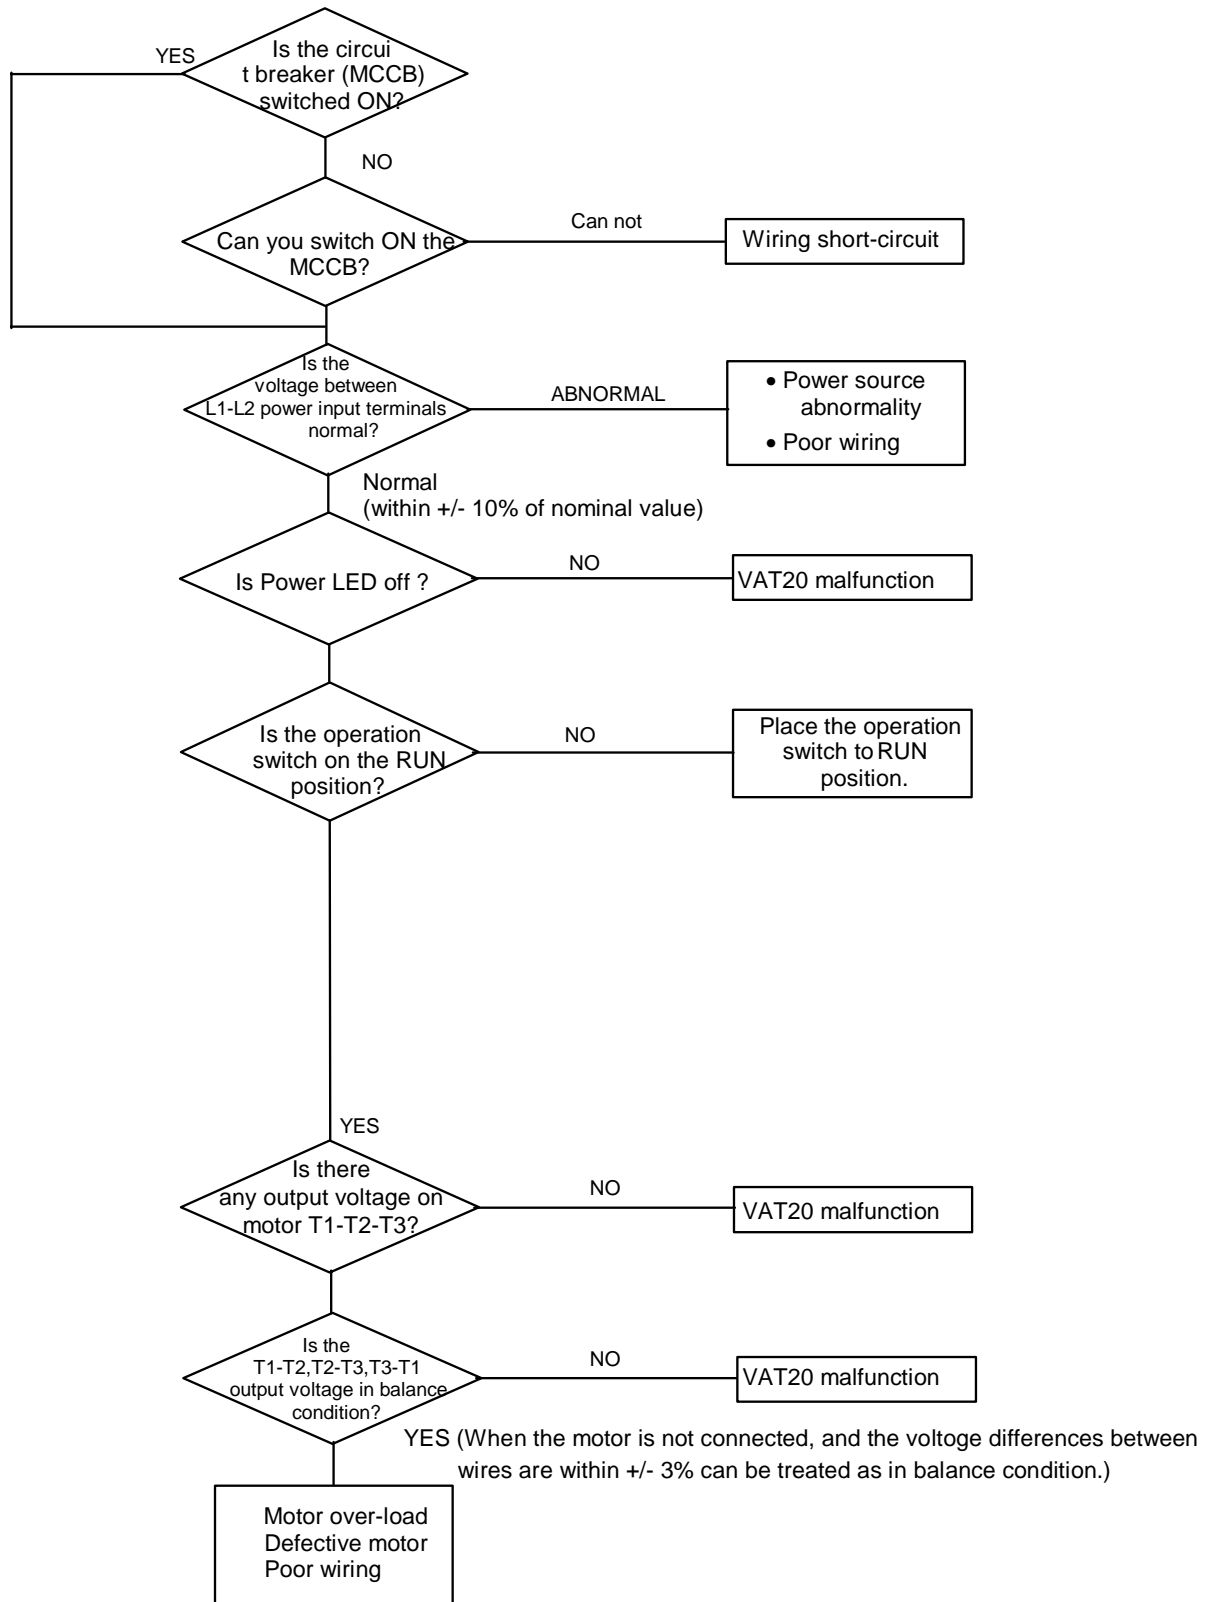 YES
Is the circui
t breaker (MCCB)
switched ON?
NO
Can you switch ON the
MCCB?
Can not
Wiring short-circuit
Is the
voltage between
L1-L2 power input terminals
normal?
ABNORMAL
• Power source
abnormality
• Poor wiring
Normal
(within +/- 10% of nominal value)
Is Power LED off ?
NO
VAT20 malfunction
Is the operation
switch on the RUN
position?
NO
Place the operation
switch to RUN
position.
YES
Is there
any output voltage on
motor T1-T2-T3?
NO
VAT20 malfunction
Is the
T1-T2,T2-T3,T3-T1
output voltage in balance
condition?
NO
VAT20 malfunction
YES (When the motor is not connected, and the voltoge differences between
wires are within +/- 3% can be treated as in balance condition.)
Motor over-load
Defective motor
Poor wiring